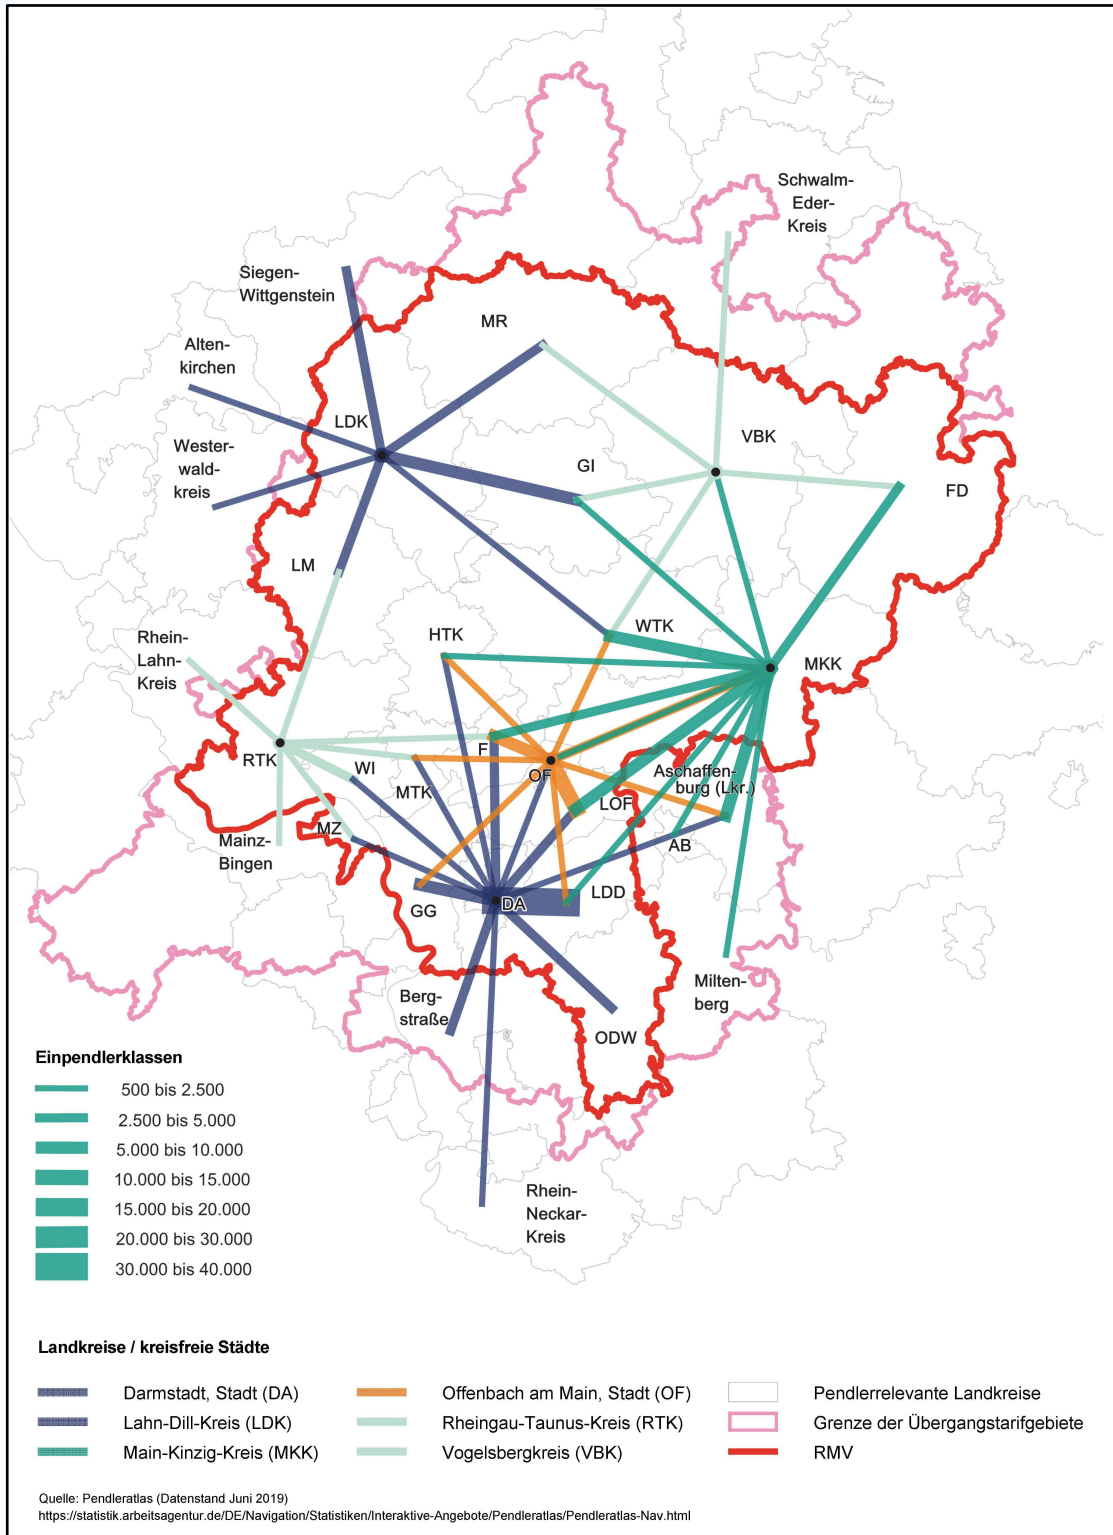 Schwalm-
Eder-
Kreis
Siegen-
Wittgenstein
MR
Alten-
kirchen
LDK
VBK
Wester-
wald-
kreis
GI
FD
LM
HTK
WTK
Rhein-
Lahn-
Kreis
MKK
RTK
F
WI
OF
Aschaffen-
burg (Lkr.)
MTK
LOF
MZ
Mainz-
Bingen
AB
LDD
GG
DA
Berg-
straße
Milten-
berg
ODW
Einpendlerklassen
500 bis 2.500
2.500 bis 5.000
5.000 bis 10.000
10.000 bis 15.000
15.000 bis 20.000
20.000 bis 30.000
30.000 bis 40.000
Rhein-
Neckar-
Kreis
Landkreise / kreisfreie Städte
Darmstadt, Stadt (DA)
Offenbach am Main, Stadt (OF)
Pendlerrelevante Landkreise
Lahn-Dill-Kreis (LDK)
Rheingau-Taunus-Kreis (RTK)
Grenze der Übergangstarifgebiete
Main-Kinzig-Kreis (MKK)
Vogelsbergkreis (VBK)
RMV
Quelle: Pendleratlas (Datenstand Juni 2019)
https://statistik.arbeitsagentur.de/DE/Navigation/Statistiken/Interaktive-Angebote/Pendleratlas/Pendleratlas-Nav.html